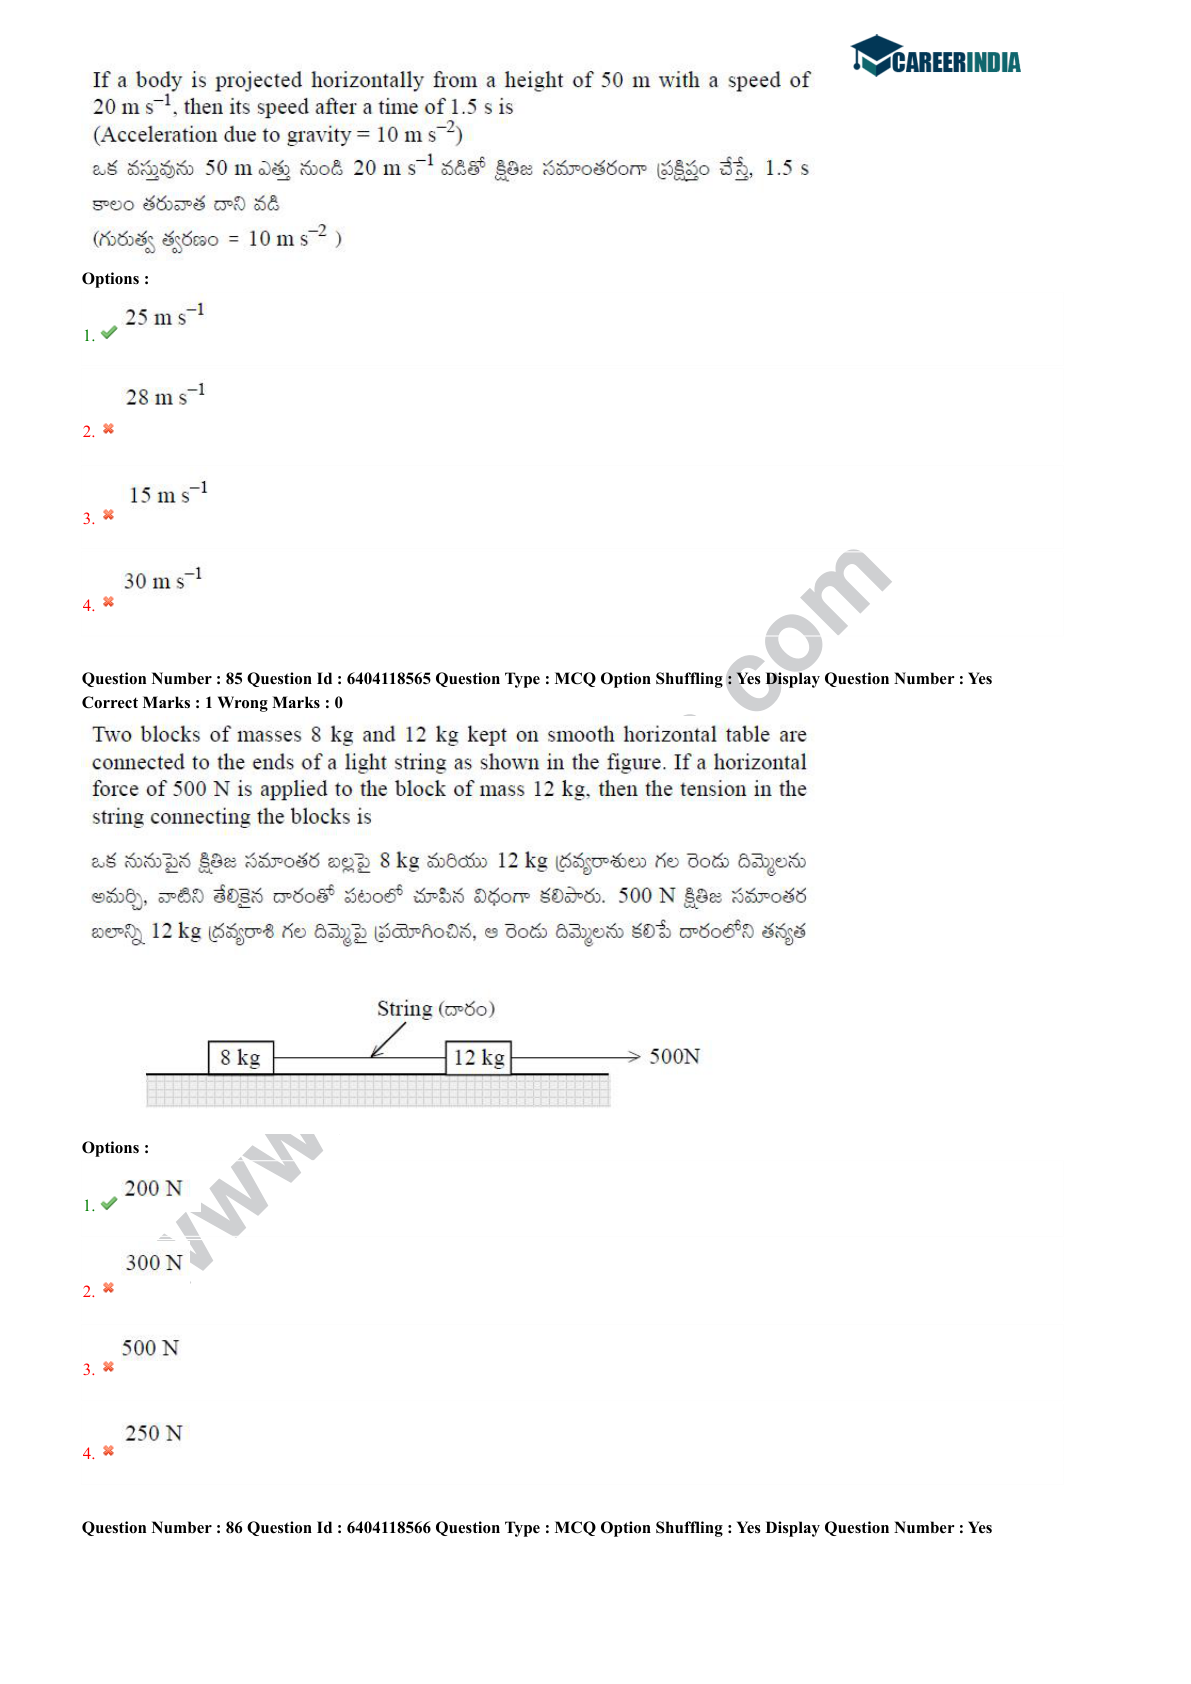 CAREERINDIA
If a body is projected horizontally from a height of 50 m with a speed of
20 m s⁻¹, then its speed after a time of 1.5 s is
(Acceleration due to gravity = 10 m s⁻²)
ఒక వస్తువును 50 m ఎత్తు నుండి 20 m s⁻¹ వడితో క్షితిజ సమాంతరంగా ప్రక్షిప్తం చేస్తే, 1.5 s
కాలం తరువాత దాని వడి
(గురుత్వ త్వరణం = 10 m s⁻² )
Options :
25 m s⁻¹
1.
28 m s⁻¹
2.
15 m s⁻¹
3.
30 m s⁻¹
4.
Question Number : 85 Question Id : 6404118565 Question Type : MCQ Option Shuffling : Yes Display Question Number : Yes
Correct Marks : 1 Wrong Marks : 0
Two blocks of masses 8 kg and 12 kg kept on smooth horizontal table are
connected to the ends of a light string as shown in the figure. If a horizontal
force of 500 N is applied to the block of mass 12 kg, then the tension in the
string connecting the blocks is
ఒక నునుపైన క్షితిజ సమాంతర బల్లపై 8 kg మరియు 12 kg ద్రవ్యరాశులు గల రెండు దిమ్మెలను
అమర్చి, వాటిని తేలికైన దారంతో పటంలో చూపిన విధంగా కలిపారు. 500 N క్షితిజ సమాంతర
బలాన్ని 12 kg ద్రవ్యరాశి గల దిమ్మెపై ప్రయోగించిన, ఆ రెండు దిమ్మెలను కలిపే దారంలోని తన్యత
String (దారం)
8 kg 12 kg 500N
Options :
200 N
1.
300 N
2.
500 N
3.
250 N
4.
Question Number : 86 Question Id : 6404118566 Question Type : MCQ Option Shuffling : Yes Display Question Number : Yes
www
.com